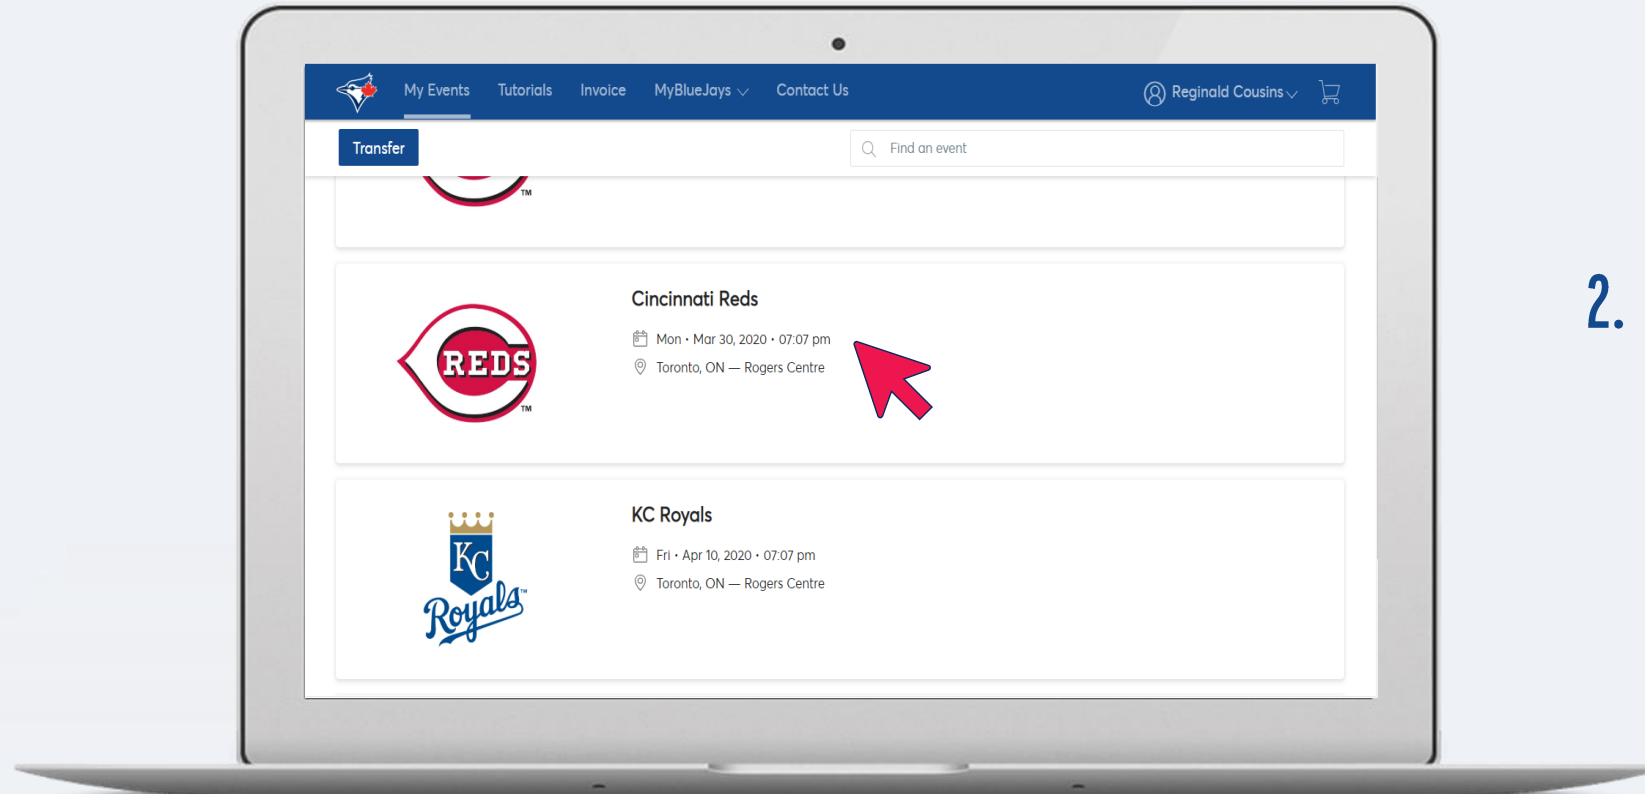 My Events Tutorials Invoice MyBlueJays Contact Us Reginald Cousins
Transfer Find an event
TM
Cincinnati Reds
Mon • Mar 30, 2020 • 07:07 pm
Toronto, ON — Rogers Centre
REDS
TM
2.
KC Royals
Fri • Apr 10, 2020 • 07:07 pm
Toronto, ON — Rogers Centre
KC
Royals
TM